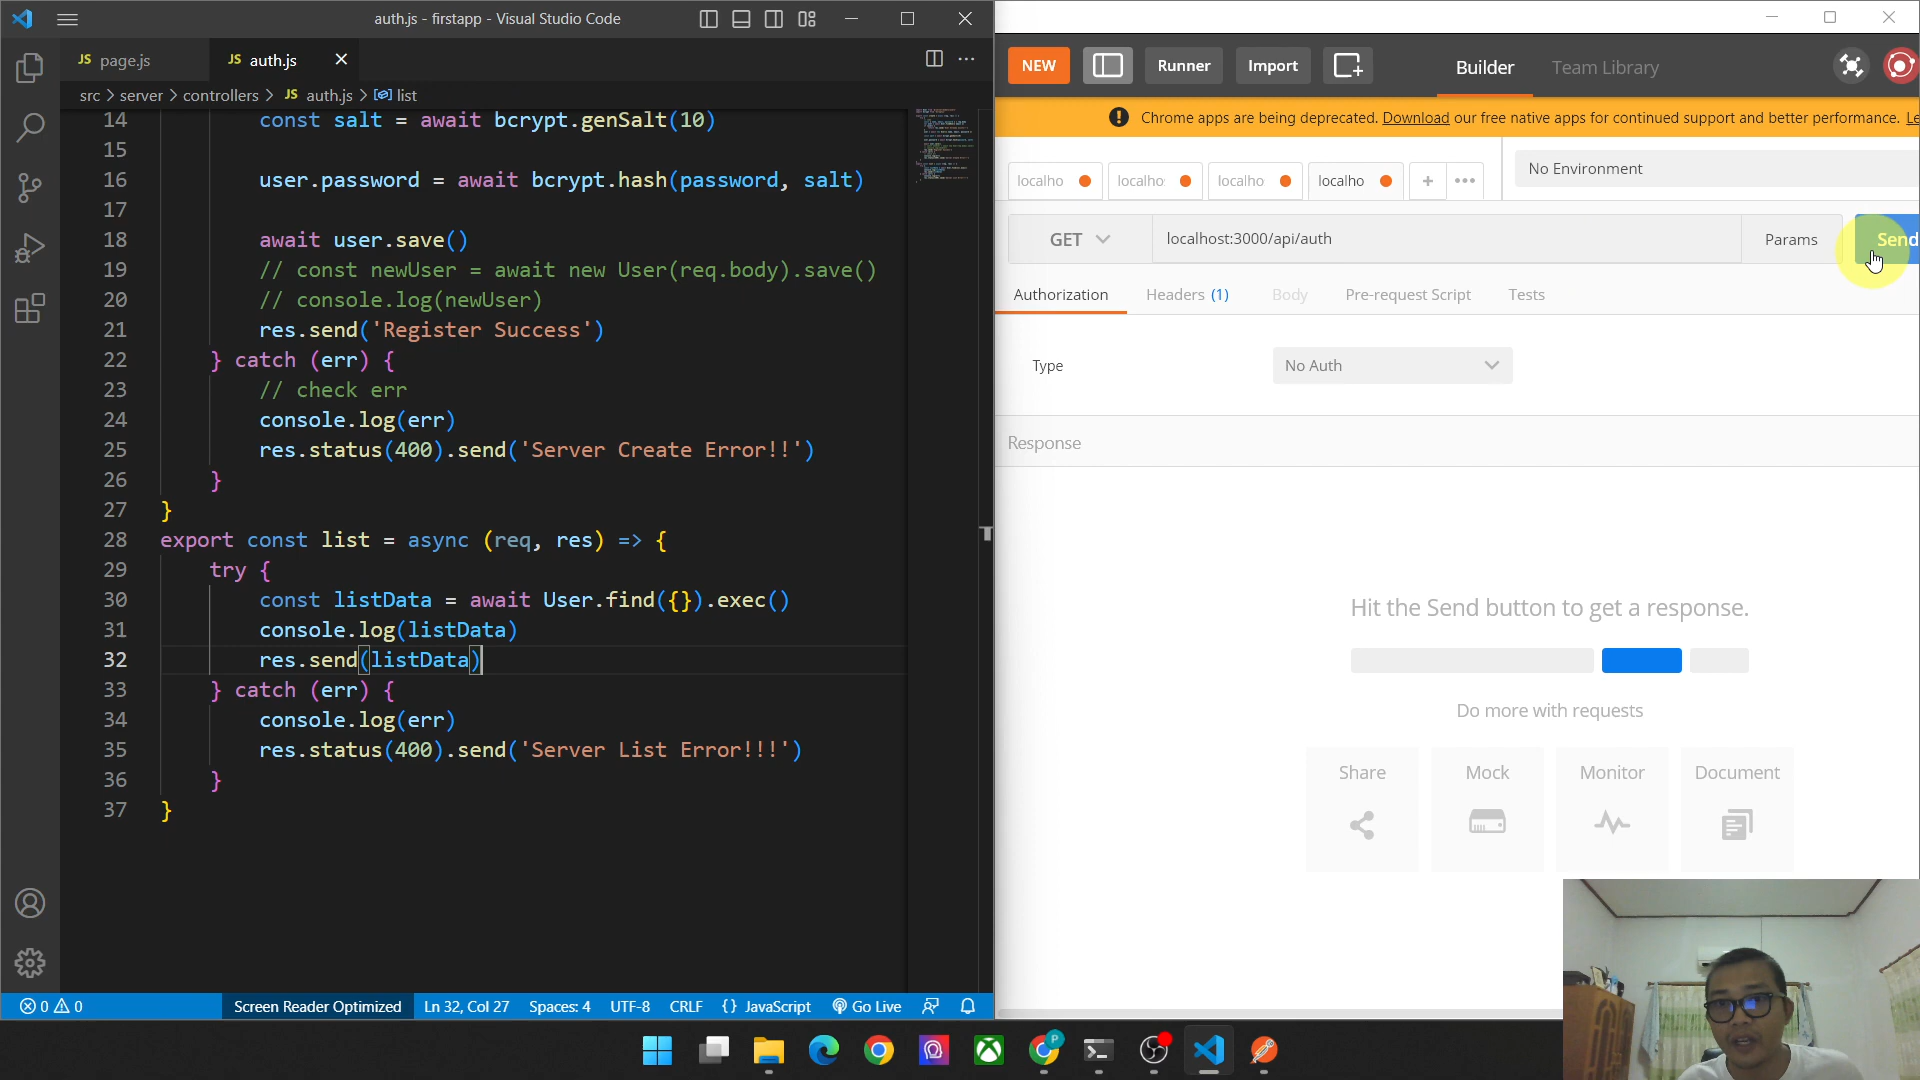 auth.js - firstapp - Visual Studio Code
JS page.js
JS auth.js
src > server > controllers > JS auth.js > list
14 const salt = await bcrypt.genSalt(10)
15
16 user.password = await bcrypt.hash(password, salt)
17
18 await user.save()
19 // const newUser = await new User(req.body).save()
20 // console.log(newUser)
21 res.send('Register Success')
22 } catch (err) {
23 // check err
24 console.log(err)
25 res.status(400).send('Server Create Error!!')
26 }
27 }
28 export const list = async (req, res) => {
29 try {
30 const listData = await User.find({}).exec()
31 console.log(listData)
32 res.send(listData)
33 } catch (err) {
34 console.log(err)
35 res.status(400).send('Server List Error!!!')
36 }
37 }
0 0
Screen Reader Optimized
Ln 32, Col 27
Spaces: 4
UTF-8
CRLF
{} JavaScript
Go Live
NEW
Runner
Import
Builder
Team Library
Chrome apps are being deprecated. Download our free native apps for continued support and better performance. Le
localho
localho
localho
localho
No Environment
GET
localhost:3000/api/auth
Params
Send
Authorization
Headers (1)
Body
Pre-request Script
Tests
Type
No Auth
Response
Hit the Send button to get a response.
Do more with requests
Share
Mock
Monitor
Document